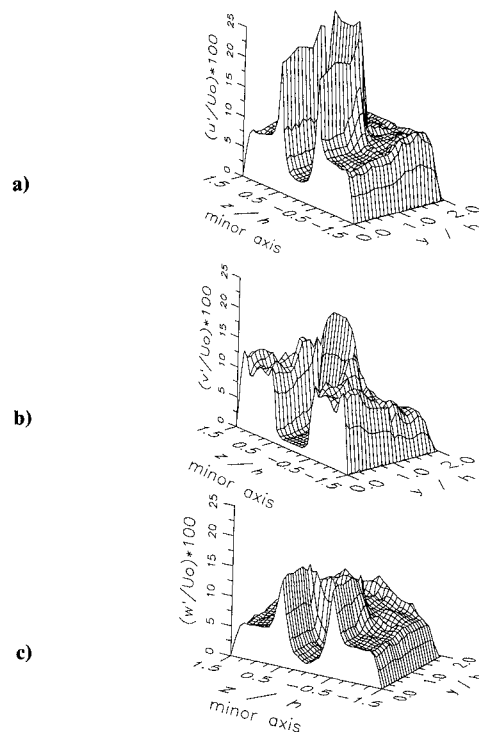 a)
(u'/Uo)*100
0 5 10 15 20 25
1.5 0.5 -0.5 -1.5
z / h
minor axis
0.0 1.0 2.0
y / h
b)
(v'/Uo)*100
0 5 10 15 20 25
1.5 0.5 -0.5 -1.5
z / h
minor axis
0.0 1.0 2.0
y / h
c)
(w'/Uo)*100
0 5 10 15 20 25
1.5 0.5 -0.5 -1.5
z / h
minor axis
0.0 1.0 2.0
y / h